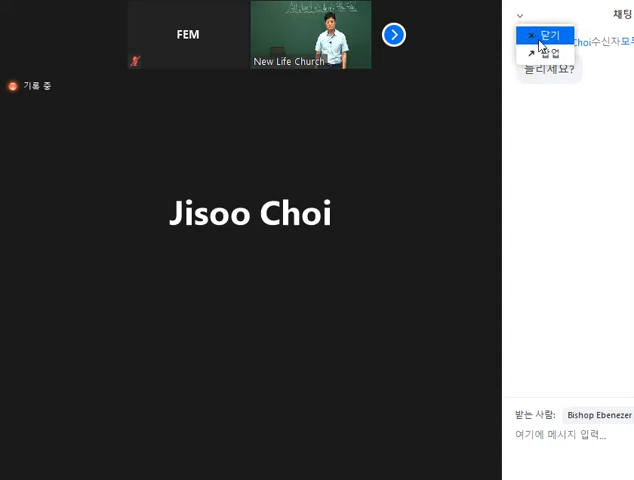 FEM
New Life Church
기록 중
Jisoo Choi
채팅
닫기
팝업
Choi수신자모두
들리세요?
받는 사람: Bishop Ebenezer
여기에 메시지 입력...